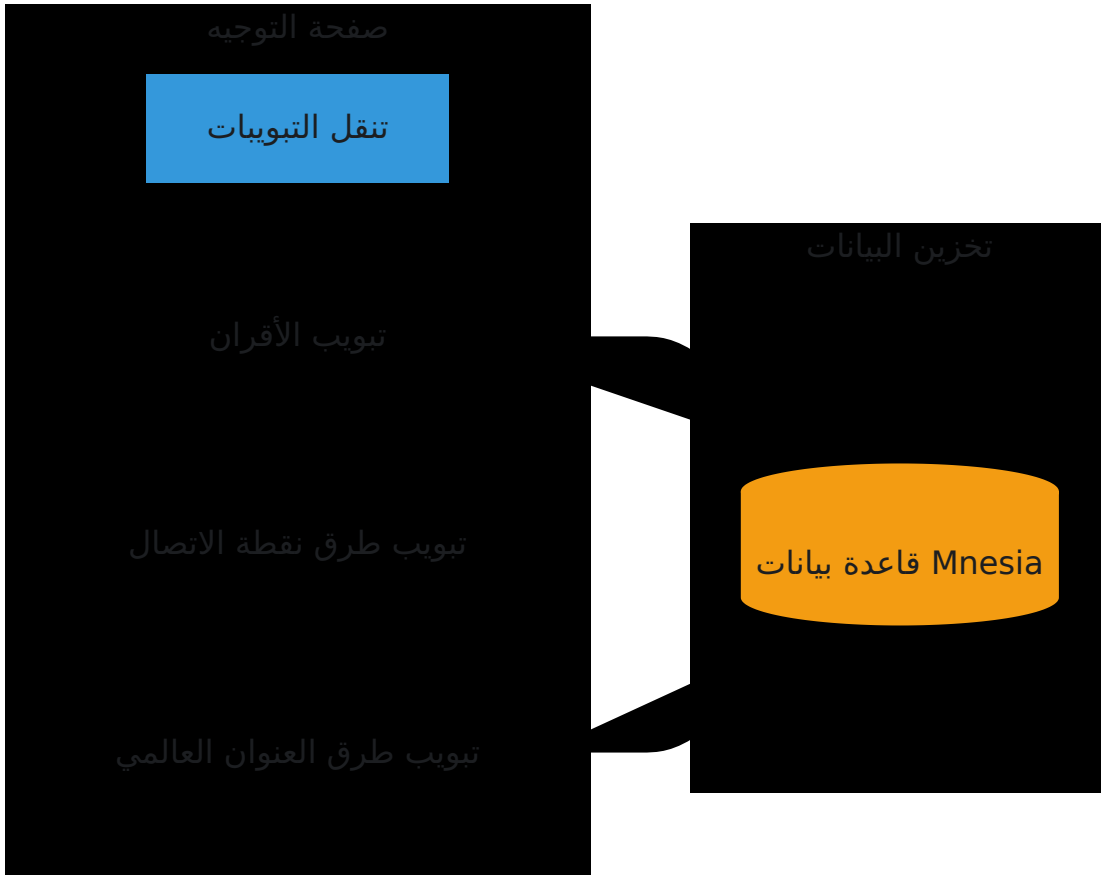 صفحة التوجيه
تنقل التبويبات
تبويب الأقران
تبويب طرق نقطة الاتصال
تبويب طرق العنوان العالمي
تخزين البيانات
قاعدة بيانات Mnesia